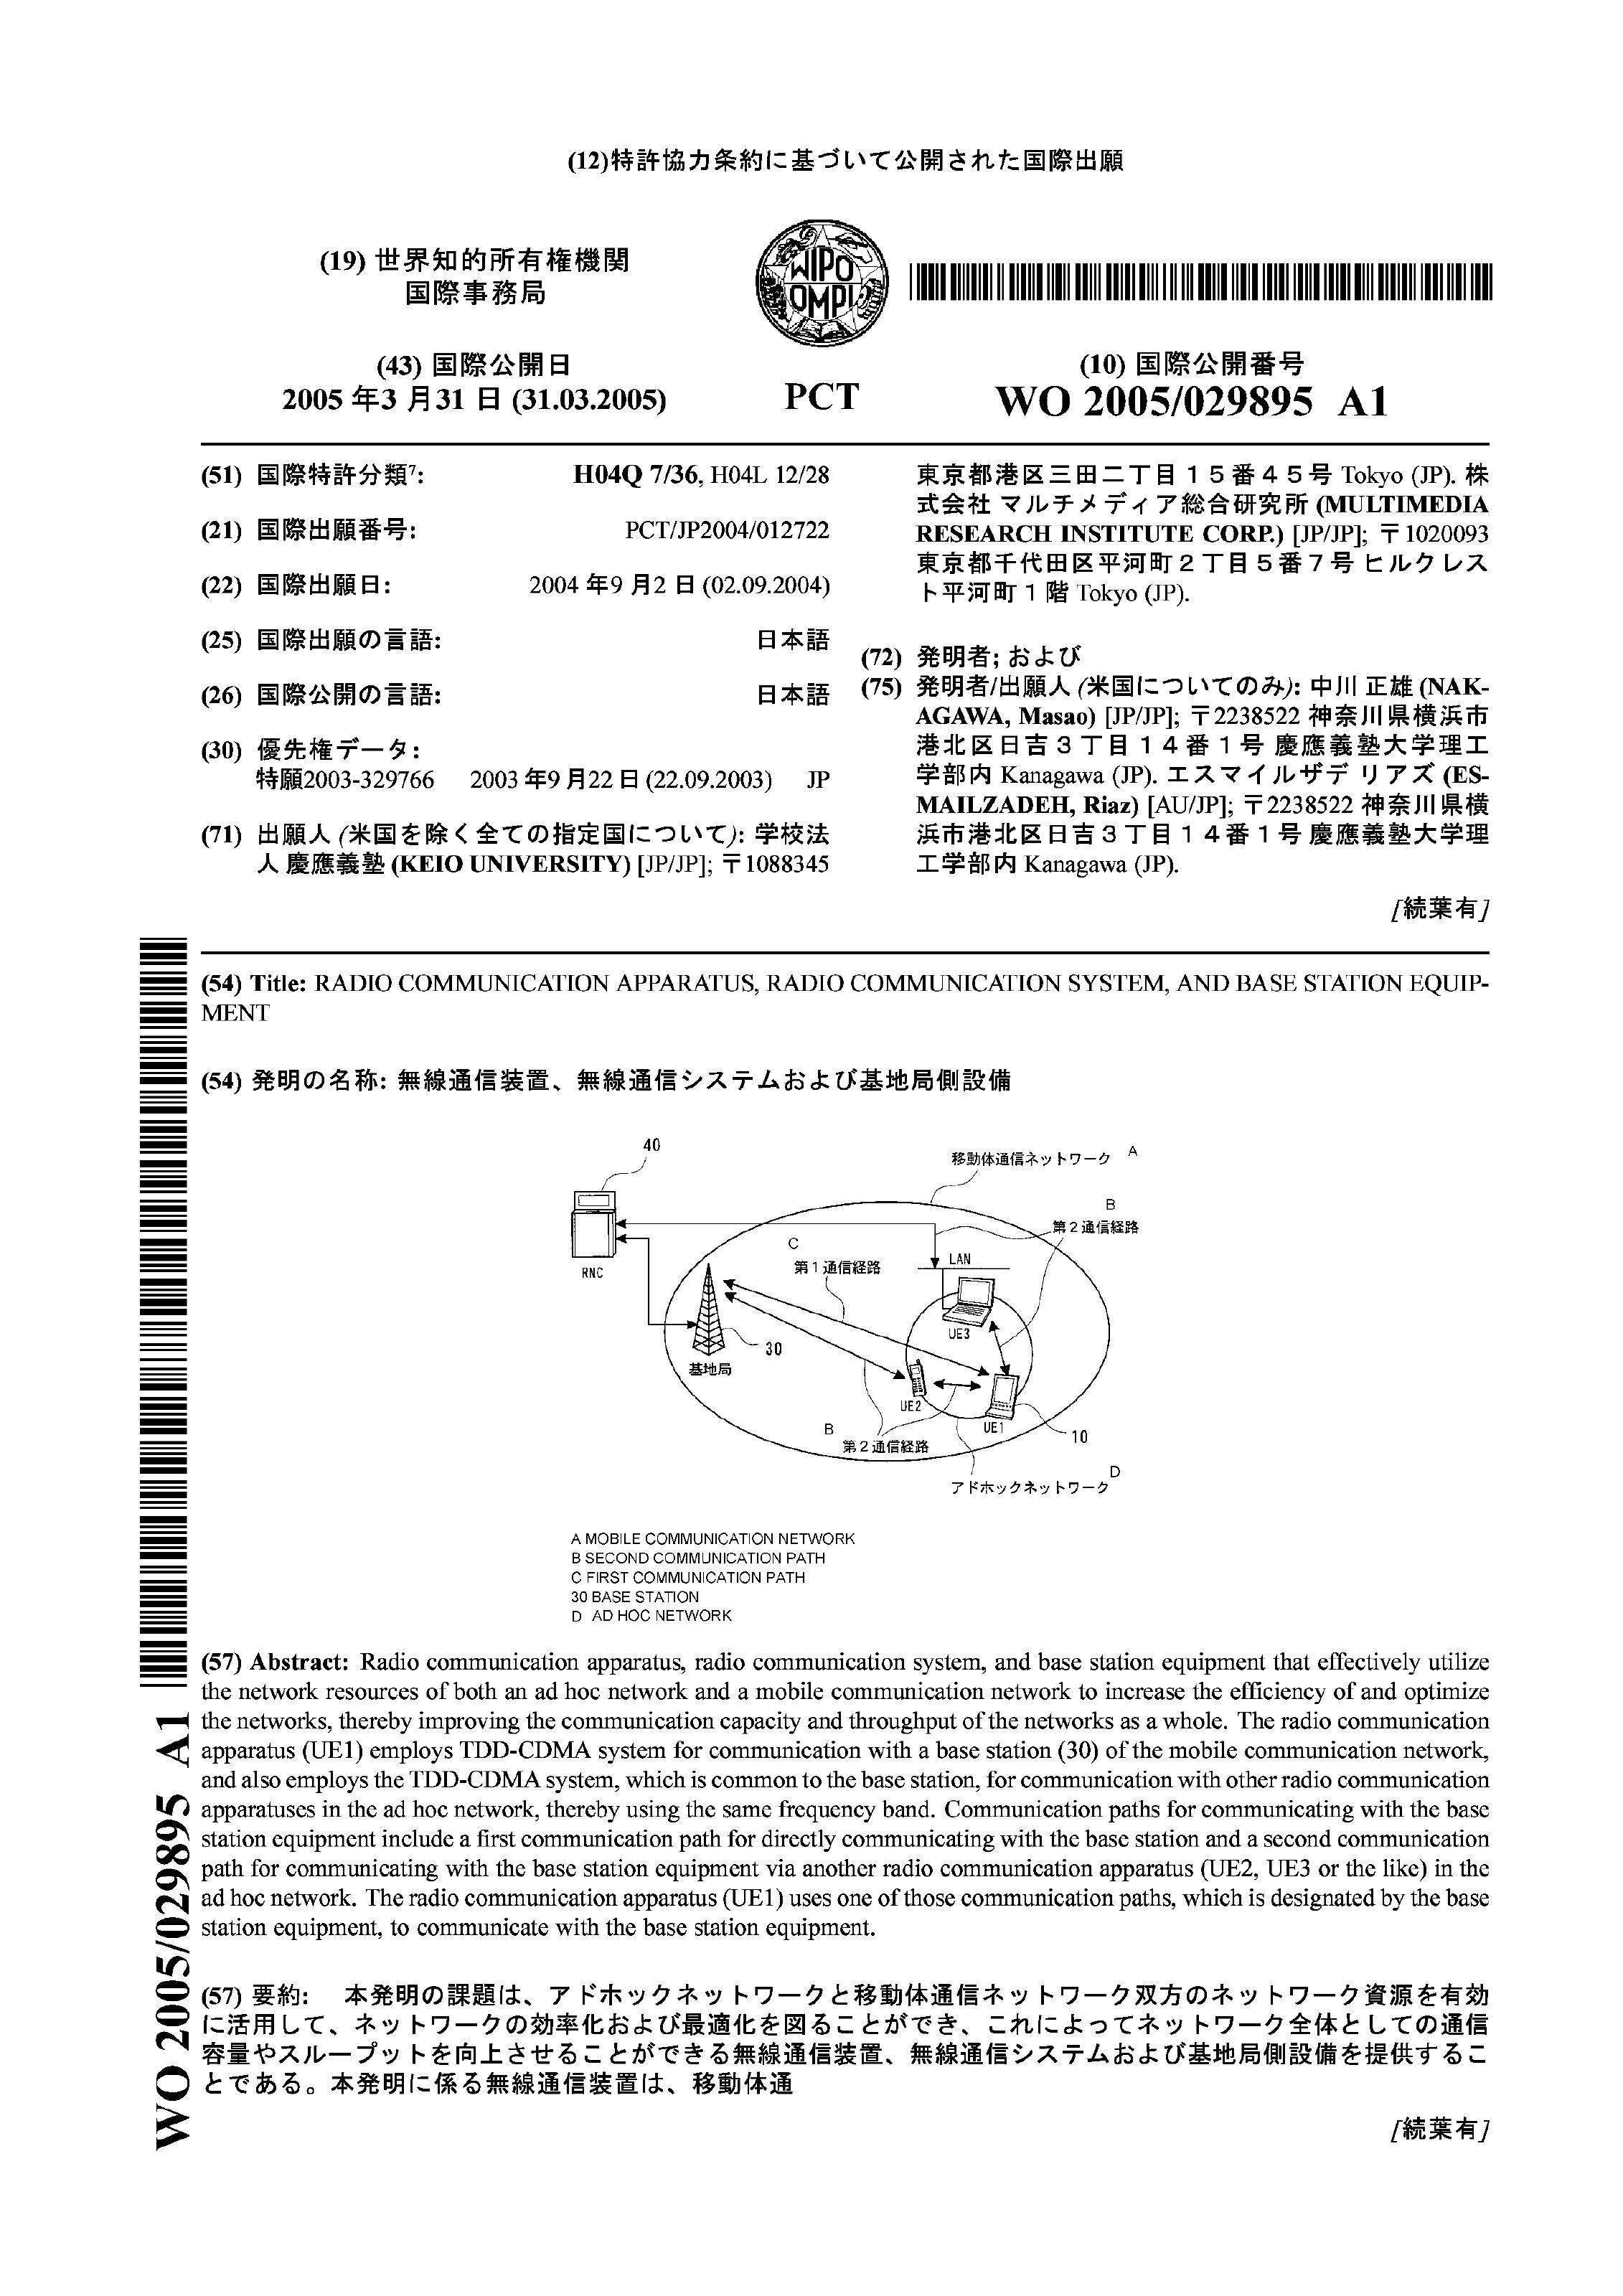 (12)特許協力条約に基づいて公開された国際出願
(19) 世界知的所有権機関
国際事務局
WIPO
OMPI
(43) 国際公開日
2005 年3 月31 日 (31.03.2005)
PCT
(10) 国際公開番号
WO 2005/029895 A1
(51) 国際特許分類7: H04Q 7/36, H04L 12/28
(21) 国際出願番号: PCT/JP2004/012722
(22) 国際出願日: 2004 年9 月2 日 (02.09.2004)
(25) 国際出願の言語: 日本語
(26) 国際公開の言語: 日本語
(30) 優先権データ:
特願2003-329766 2003 年9 月22 日 (22.09.2003) JP
(71) 出願人 (米国を除く全ての指定国について): 学校法
人 慶應義塾 (KEIO UNIVERSITY) [JP/JP]; 〒1088345
東京都港区三田二丁目１５番４５号 Tokyo (JP). 株
式会社 マルチメディア総合研究所 (MULTIMEDIA
RESEARCH INSTITUTE CORP.) [JP/JP]; 〒1020093
東京都千代田区平河町２丁目５番７号 ヒルクレス
ト平河町１階 Tokyo (JP).
(72) 発明者; および
(75) 発明者/出願人 (米国についてのみ): 中川 正雄 (NAK-
AGAWA, Masao) [JP/JP]; 〒2238522 神奈川県横浜市
港北区日吉３丁目１４番１号 慶應義塾大学理工
学部内 Kanagawa (JP). エスマイルザデ リアズ (ES-
MAILZADEH, Riaz) [AU/JP]; 〒2238522 神奈川県横
浜市港北区日吉３丁目１４番１号 慶應義塾大学理
工学部内 Kanagawa (JP).
[続葉有]
(54) Title: RADIO COMMUNICATION APPARATUS, RADIO COMMUNICATION SYSTEM, AND BASE STATION EQUIP-
MENT
(54) 発明の名称: 無線通信装置、無線通信システムおよび基地局側設備
40
移動体通信ネットワーク A
B
第２通信経路
C
第１通信経路
LAN
RNC
UE3
30
基地局
UE2
UE1
10
B
第２通信経路
D
アドホックネットワーク
A MOBILE COMMUNICATION NETWORK
B SECOND COMMUNICATION PATH
C FIRST COMMUNICATION PATH
30 BASE STATION
D AD HOC NETWORK
(57) Abstract: Radio communication apparatus, radio communication system, and base station equipment that effectively utilize
the network resources of both an ad hoc network and a mobile communication network to increase the efficiency of and optimize
the networks, thereby improving the communication capacity and throughput of the networks as a whole. The radio communication
apparatus (UE1) employs TDD-CDMA system for communication with a base station (30) of the mobile communication network,
and also employs the TDD-CDMA system, which is common to the base station, for communication with other radio communication
apparatuses in the ad hoc network, thereby using the same frequency band. Communication paths for communicating with the base
station equipment include a first communication path for directly communicating with the base station and a second communication
path for communicating with the base station equipment via another radio communication apparatus (UE2, UE3 or the like) in the
ad hoc network. The radio communication apparatus (UE1) uses one of those communication paths, which is designated by the base
station equipment, to communicate with the base station equipment.
(57) 要約: 本発明の課題は、アドホックネットワークと移動体通信ネットワーク双方のネットワーク資源を有効
に活用して、ネットワークの効率化および最適化を図ることができ、これによってネットワーク全体としての通信
容量やスループットを向上させることができる無線通信装置、無線通信システムおよび基地局側設備を提供するこ
とである。本発明に係る無線通信装置は、移動体通
[続葉有]
WO 2005/029895 A1